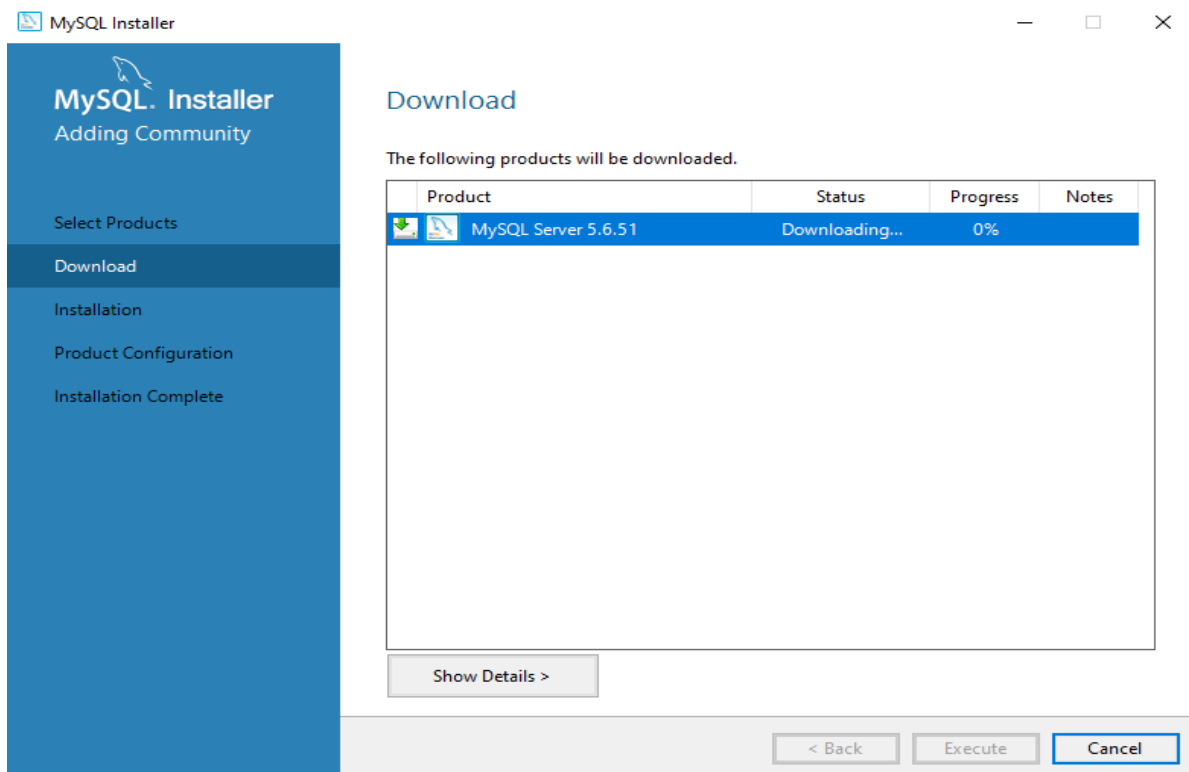 MySQL Installer
MySQL. Installer
Adding Community
Select Products
Download
Installation
Product Configuration
Installation Complete
Download
The following products will be downloaded.
Product Status Progress Notes
MySQL Server 5.6.51 Downloading... 0%
Show Details >
< Back Execute Cancel